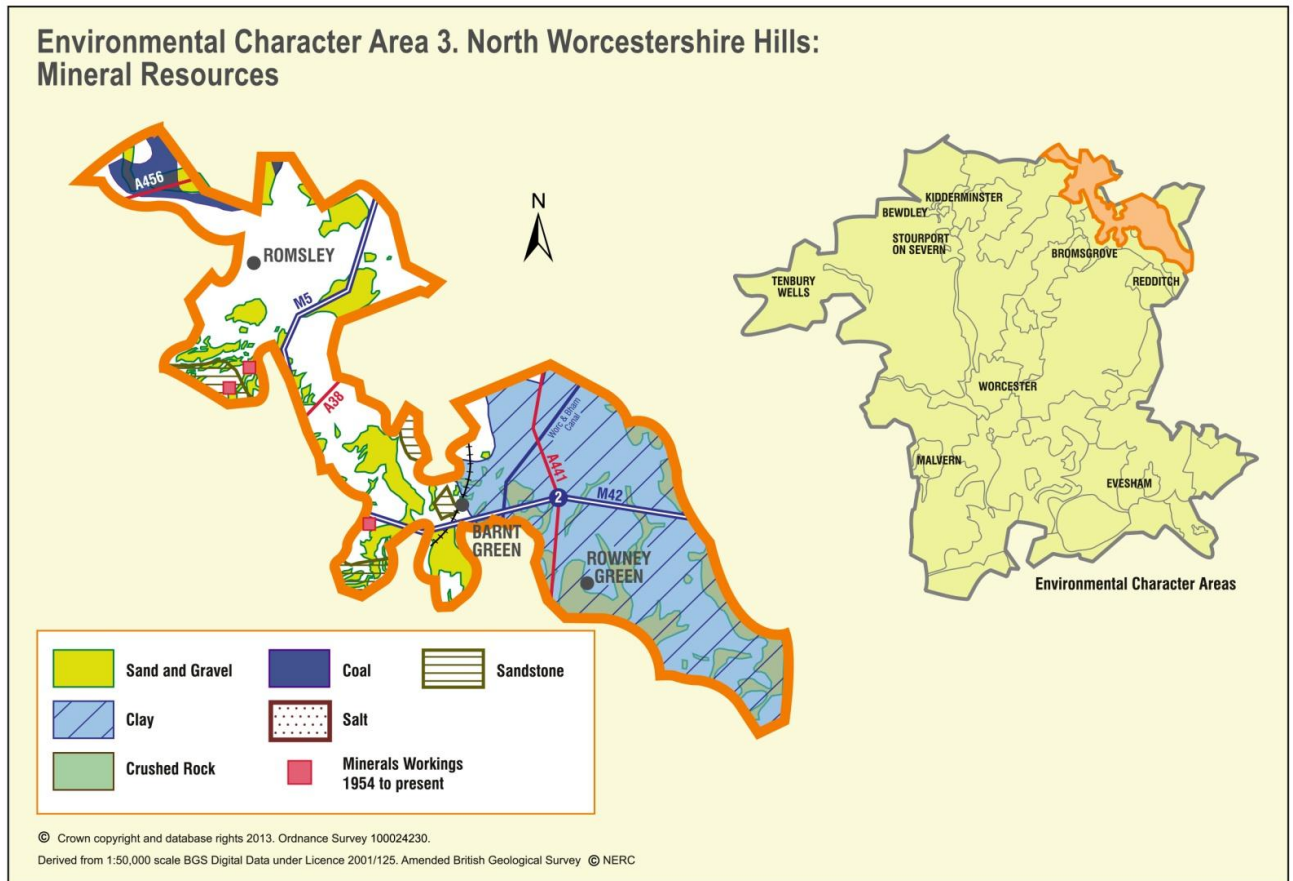 Environmental Character Area 3. North Worcestershire Hills:
Mineral Resources
A456
ROMSLEY
M5
A38
N
Worc & Bham
Canal
A441
2
M42
BARNT
GREEN
ROWNEY
GREEN
KIDDERMINSTER
BEWDLEY
STOURPORT
ON SEVERN
BROMSGROVE
TENBURY
WELLS
REDDITCH
WORCESTER
MALVERN
EVESHAM
Environmental Character Areas
Sand and Gravel
Coal
Sandstone
Clay
Salt
Crushed Rock
Minerals Workings
1954 to present
© Crown copyright and database rights 2013. Ordnance Survey 100024230.
Derived from 1:50,000 scale BGS Digital Data under Licence 2001/125. Amended British Geological Survey © NERC